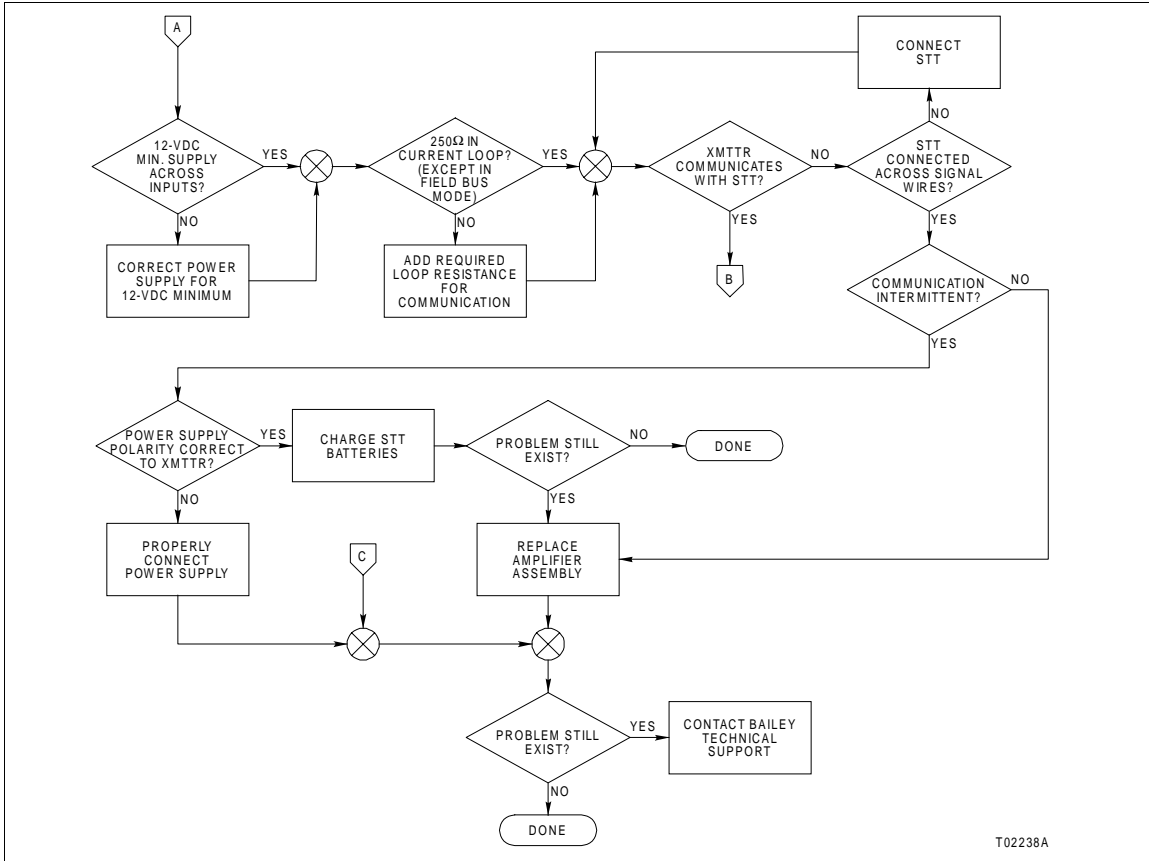 A
CONNECT
STT
NO
12-VDC
MIN. SUPPLY
ACROSS
INPUTS?
YES
NO
CORRECT POWER
SUPPLY FOR
12-VDC MINIMUM
250Ω IN
CURRENT LOOP?
(EXCEPT IN
FIELD BUS
MODE)
YES
NO
ADD REQUIRED
LOOP RESISTANCE
FOR
COMMUNICATION
XMTTR
COMMUNICATES
WITH STT?
NO
YES
B
STT
CONNECTED
ACROSS SIGNAL
WIRES?
YES
COMMUNICATION
INTERMITTENT?
NO
YES
POWER SUPPLY
POLARITY CORRECT
TO XMTTR?
YES
NO
CHARGE STT
BATTERIES
PROBLEM STILL
EXIST?
NO
DONE
YES
PROPERLY
CONNECT
POWER SUPPLY
C
REPLACE
AMPLIFIER
ASSEMBLY
PROBLEM STILL
EXIST?
YES
CONTACT BAILEY
TECHNICAL
SUPPORT
NO
DONE
T02238A